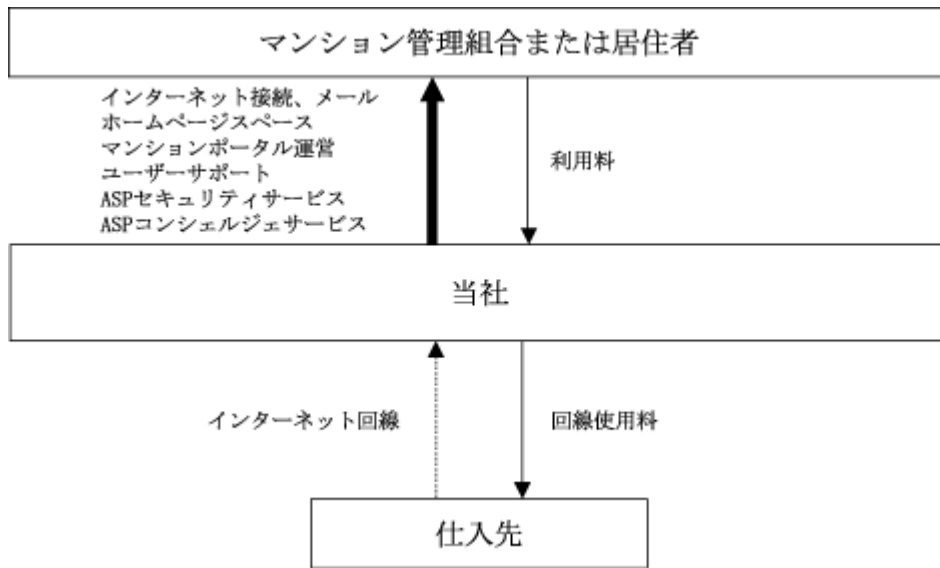 マンション管理組合または居住者
インターネット接続、メール
ホームページスペース
マンションポータル運営
ユーザーサポート
ASPセキュリティサービス
ASPコンシェルジェサービス
利用料
当社
インターネット回線
回線使用料
仕入先